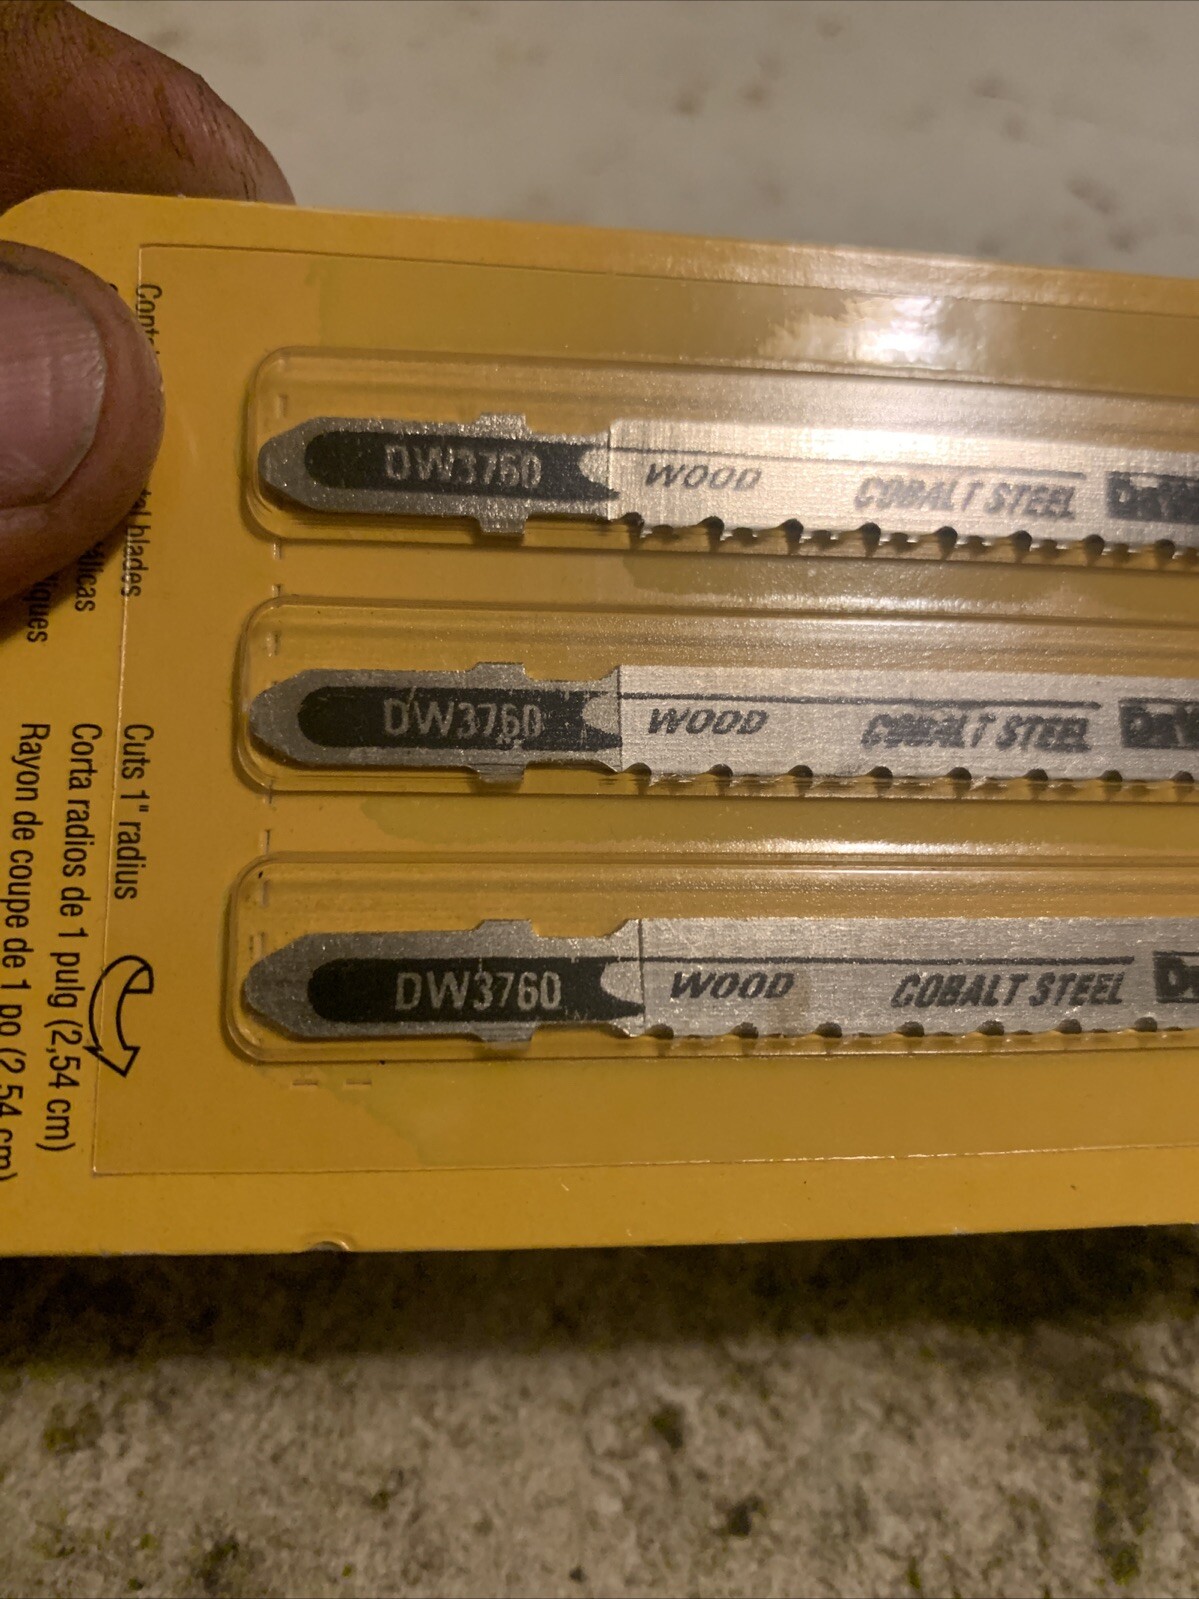 DW3760 WOOD COBALT STEEL
DW3760 WOOD COBALT STEEL
DW3760 WOOD COBALT STEEL
blades
Cuts 1" radius
Corta radios de 1 pulg (2,54 cm)
Rayon de coupe de 1 po (2,54 cm)